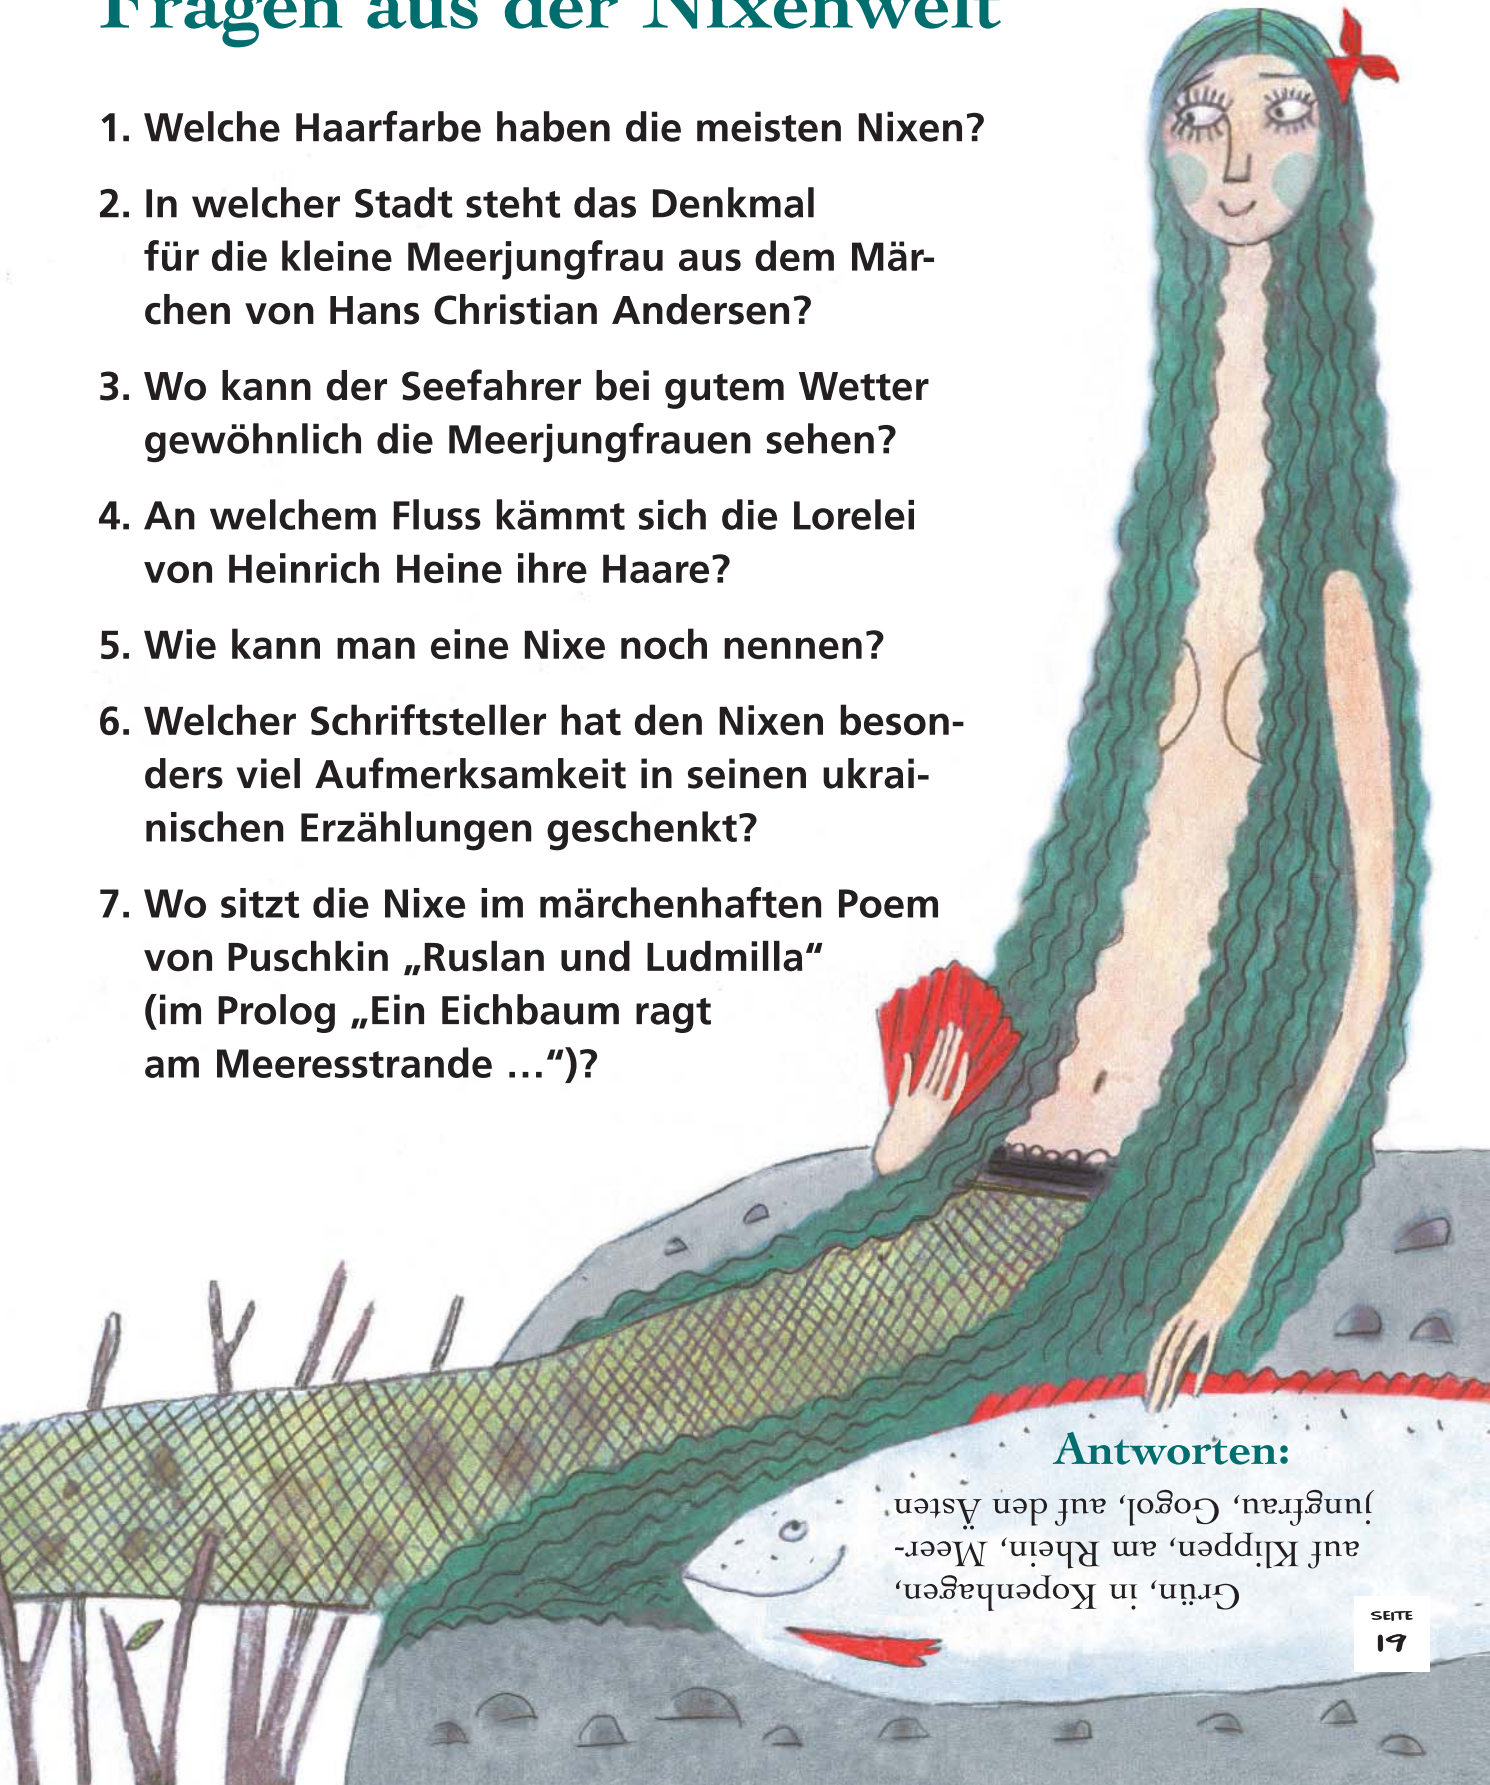 Fragen aus der Nixenwelt
1. Welche Haarfarbe haben die meisten Nixen?
2. In welcher Stadt steht das Denkmal
für die kleine Meerjungfrau aus dem Mär-
chen von Hans Christian Andersen?
3. Wo kann der Seefahrer bei gutem Wetter
gewöhnlich die Meerjungfrauen sehen?
4. An welchem Fluss kämmt sich die Lorelei
von Heinrich Heine ihre Haare?
5. Wie kann man eine Nixe noch nennen?
6. Welcher Schriftsteller hat den Nixen beson-
ders viel Aufmerksamkeit in seinen ukrai-
nischen Erzählungen geschenkt?
7. Wo sitzt die Nixe im märchenhaften Poem
von Puschkin „Ruslan und Ludmilla“
(im Prolog „Ein Eichbaum ragt
am Meeresstrande …“)?
Antworten:
Grün, in Kopenhagen,
auf Klippen, am Rhein, Meer-
jungfrau, Gogol, auf den Ästen.
SEITE
19